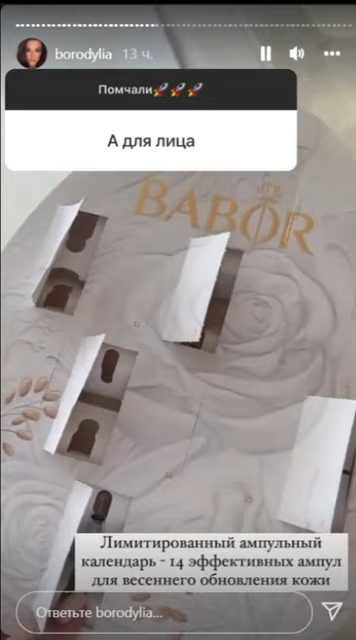 borodylia 13 ч.
Помчали🚀🚀🚀
А для лица
BABOR
Лимитированный ампульный
календарь - 14 эффективных ампул
для весеннего обновления кожи
Ответьте borodylia...